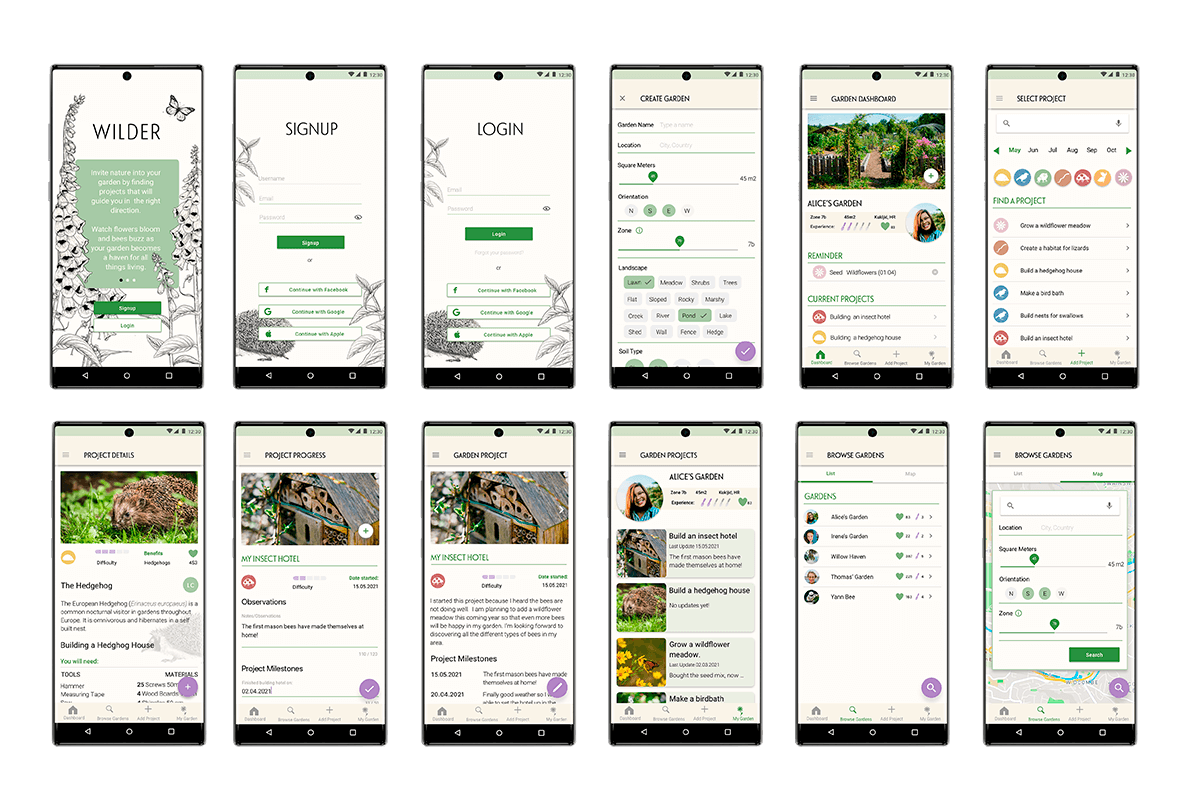 WILDER
Invite nature into your
garden by finding
projects that will
guide you in the right
direction.
Watch flowers bloom
and bees buzz as
your garden becomes
a haven for all
things living.
Signup
Login
12:30
SIGNUP
Username
Email
Password
Signup
or
Continue with Facebook
Continue with Google
Continue with Apple
12:30
LOGIN
Email
Password
Login
Forgot your password?
or
Continue with Facebook
Continue with Google
Continue with Apple
12:30
CREATE GARDEN
Garden Name Type a name
Location City, Country
Square Meters
45 m2
Orientation
N S E W
Zone
7b
7b
Landscape
Lawn Meadow Shrubs Trees
Flat Sloped Rocky Marshy
Creek River Pond Lake
Shed Wall Fence Hedge
Soil Type
12:30
GARDEN DASHBOARD
ALICE'S GARDEN
Zone 7b 45m2 Kukljić, HR
Experience:
REMINDER
Seed Wildflowers (01:04)
CURRENT PROJECTS
Building an insect hotel
Building a hedgehog house
Dashboard Browse Gardens Add Project My Garden
12:30
SELECT PROJECT
May Jun Jul Aug Sep Oct
FIND A PROJECT
Grow a wildflower meadow
Create a habitat for lizards
Build a hedgehog house
Make a bird bath
Build nests for swallows
Build an insect hotel
Dashboard Browse Gardens Add Project My Garden
12:30
PROJECT DETAILS
Difficulty
Benefits
Hedgehogs
452
The Hedgehog
LC
The European Hedgehog (Erinaceus europaeus) is a
common nocturnal visitor in gardens throughout
Europe. It is omnivorous and hibernates in a self
built nest.
Building a Hedghog House
You will need:
TOOLS MATERIALS
Hammer 25 Screws 50m
Measuring Tape 4 Wood Boards
Dashboard Browse Gardens Add Project My Garden
12:30
PROJECT PROGRESS
MY INSECT HOTEL
Difficulty
Date started:
15.05.2021
Observations
Notes/Observations
The first mason bees have made themselves at
home!
Project Milestones
Finished building hotel on
02.04.2021
Dashboard Browse Gardens Add Project My Garden
12:30
GARDEN PROJECT
MY INSECT HOTEL
Difficulty
Date started:
15.05.2021
I started this project because I heard the bees are
not doing well. I am planning to add a wildflower
meadow this coming year so that even more bees
will be happy in my garden. I'm looking forward to
discovering all the different types of bees in my
area.
Project Milestones
15.05.2021 The first mason bees have made
themselves at home.
20.04.2021 Finally good weather so I w
able to set the hotel up in the
Dashboard Browse Gardens Add Project My Garden
12:30
GARDEN PROJECTS
ALICE'S GARDEN
Zone 7b 45m2 Kukljić, HR
Experience:
Build an insect hotel
Last Update 15.05.2021
The first mason bees have
made themselves at home!
Build a hedgehog house
No updates yet!
Grow a wildflower
meadow.
Last Update 02.03.2021
Bought the seed mix, now ...
Make a birdbath
Dashboard Browse Gardens Add Project My Garden
12:30
BROWSE GARDENS
List Map
GARDENS
Alice's Garden
Irene's Garden
Willow Haven
Thomas' Garden
Yann Bee
Dashboard Browse Gardens Add Project My Garden
12:30
BROWSE GARDENS
List Map
Location City, Country
Square Meters
45 m2
Orientation
N S E W
Zone
7b
7b
Search
WIDCOMBE
Dashboard Browse Gardens Add Project My Garden